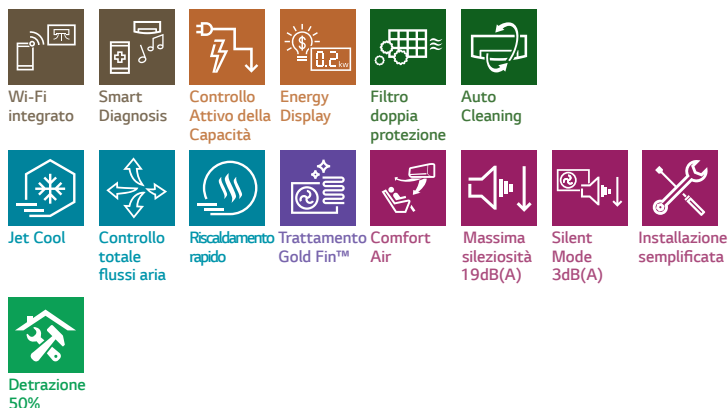 0.2 kw
Wi-Fi
integrato
Smart
Diagnosis
Controllo
Attivo della
Capacità
Energy
Display
Filtro
doppia
protezione
Auto
Cleaning
Jet Cool
Controllo
totale
flussi aria
Riscaldamento
rapido
Trattamento
Gold Fin™
Comfort
Air
Massima
sileziosità
19dB(A)
Silent
Mode
3dB(A)
Installazione
semplificata
Detrazione
50%